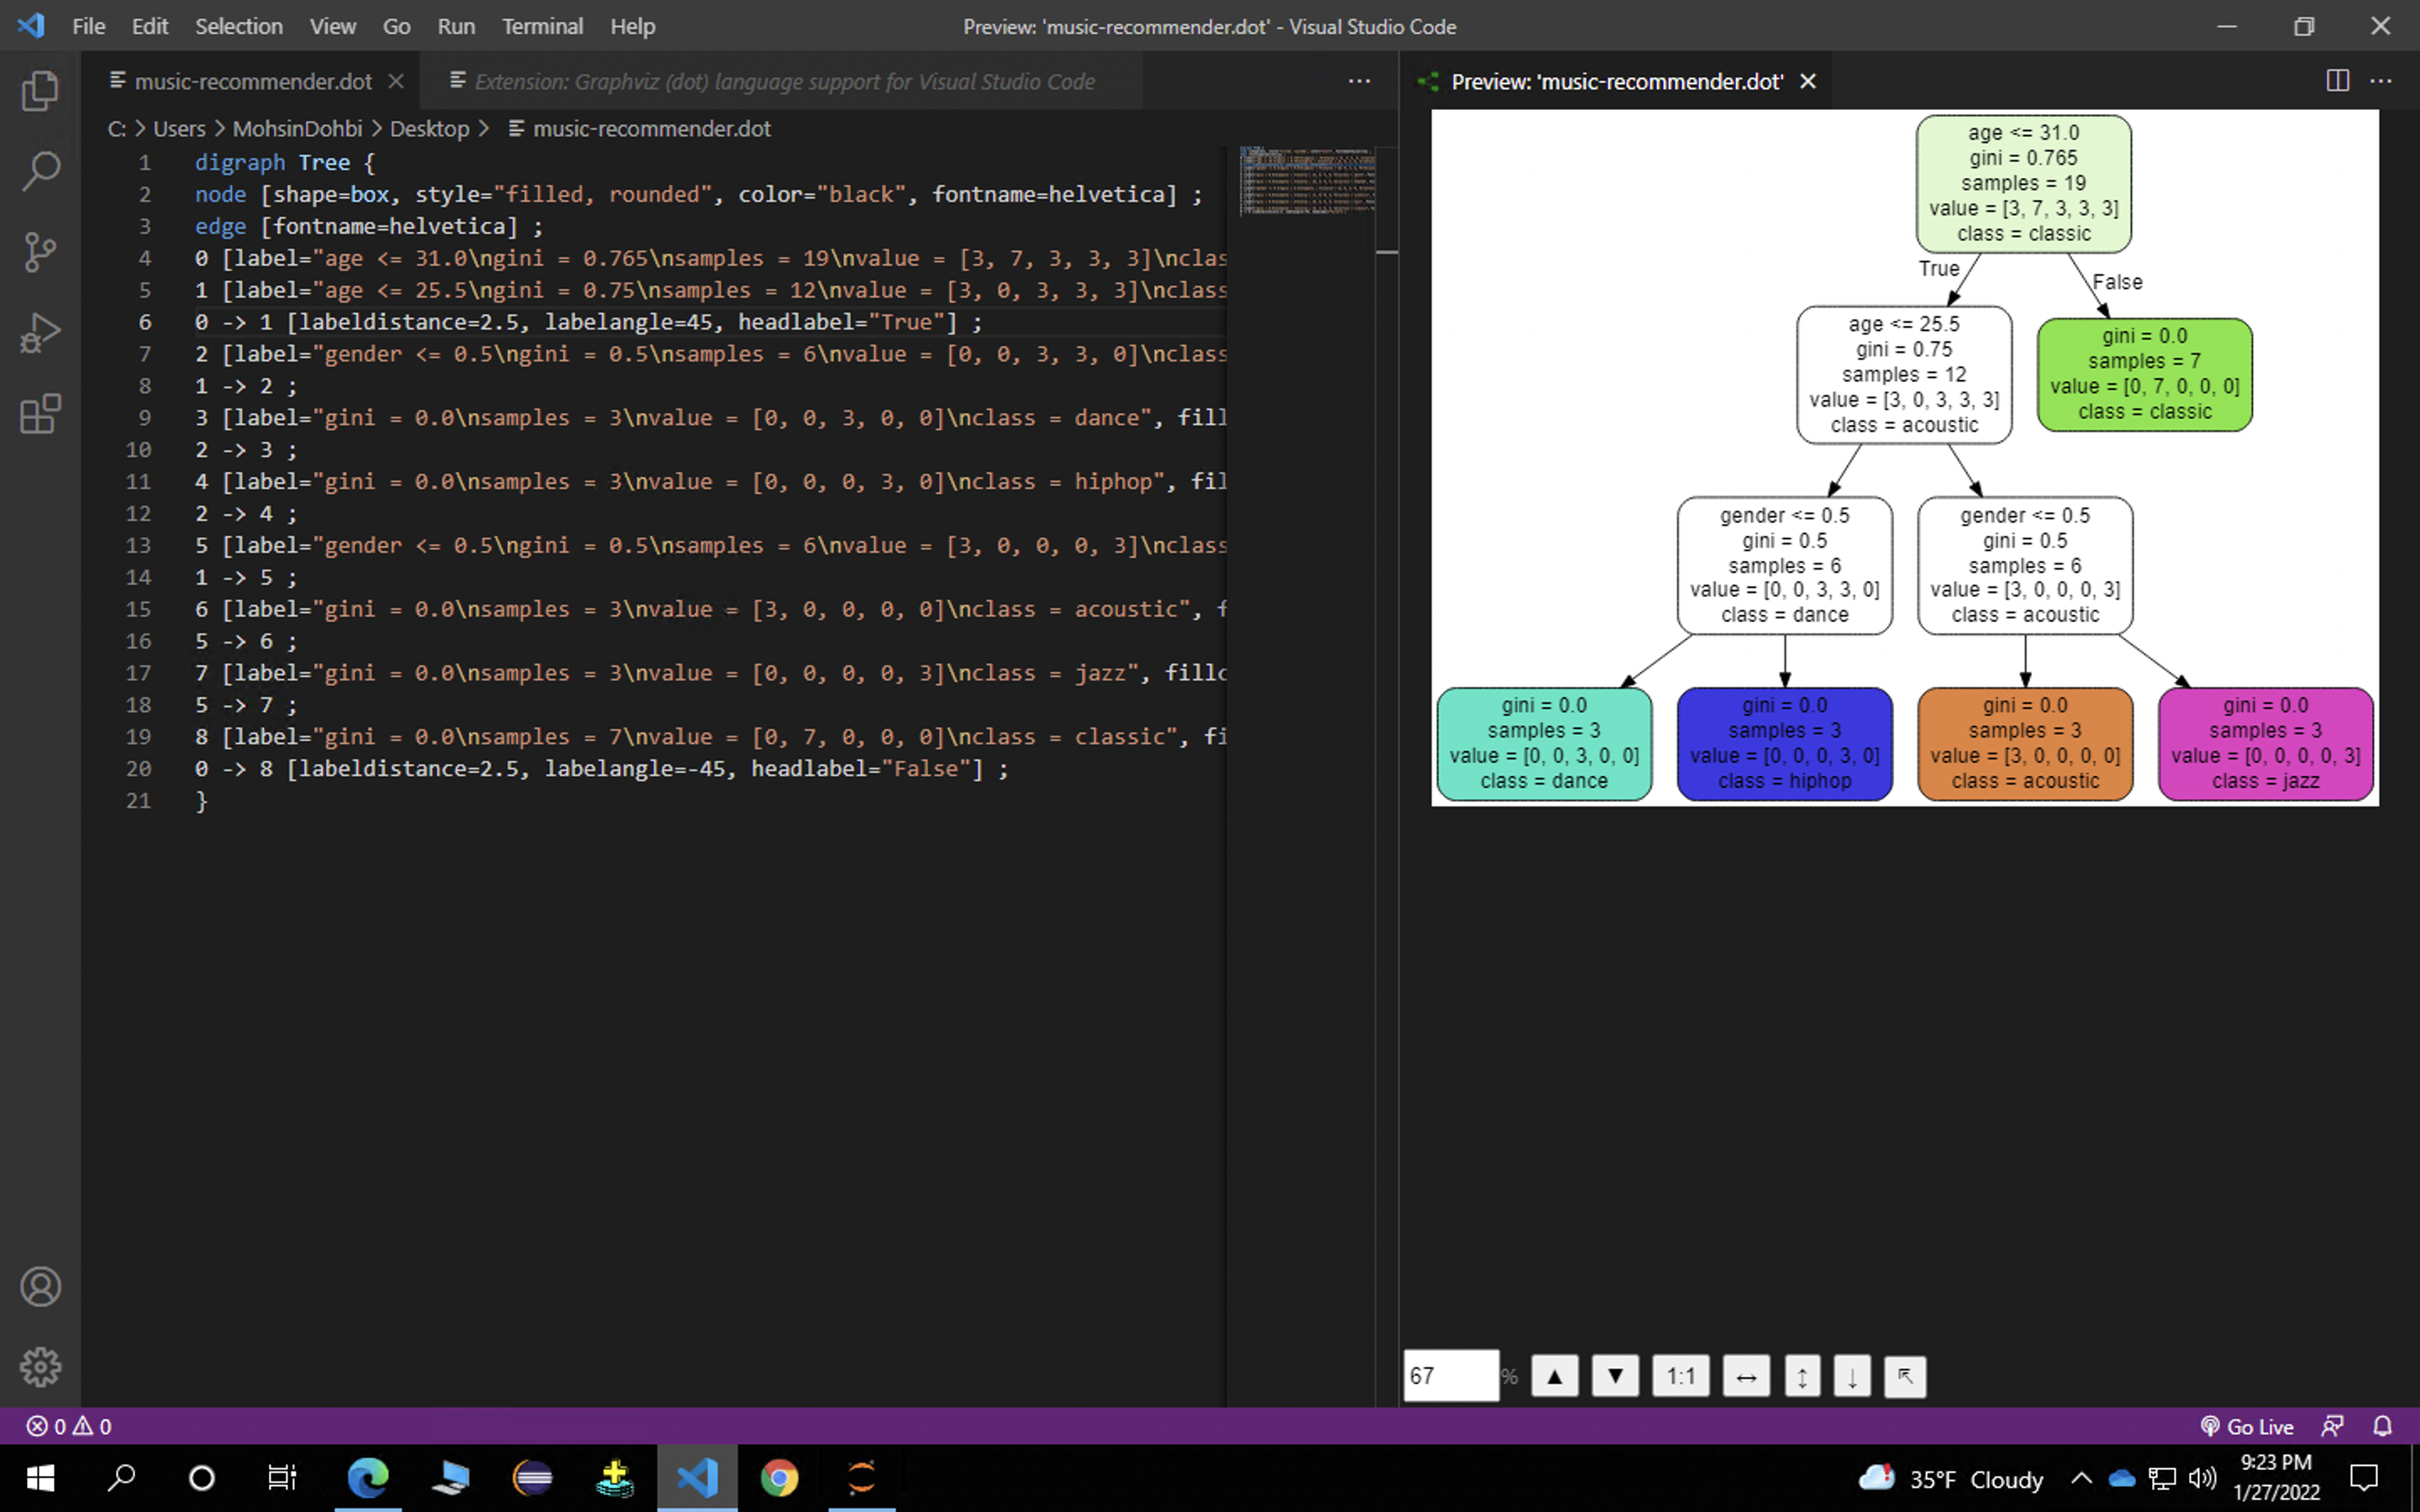 File Edit Selection View Go Run Terminal Help
Preview: 'music-recommender.dot' - Visual Studio Code
music-recommender.dot
Extension: Graphviz (dot) language support for Visual Studio Code
Preview: 'music-recommender.dot'
C: > Users > MohsinDohbi > Desktop > music-recommender.dot
1 digraph Tree {
2 node [shape=box, style="filled, rounded", color="black", fontname=helvetica] ;
3 edge [fontname=helvetica] ;
4 0 [label="age <= 31.0\ngini = 0.765\nsamples = 19\nvalue = [3, 7, 3, 3, 3]\nclas
5 1 [label="age <= 25.5\ngini = 0.75\nsamples = 12\nvalue = [3, 0, 3, 3, 3]\nclass
6 0 -> 1 [labeldistance=2.5, labelangle=45, headlabel="True"] ;
7 2 [label="gender <= 0.5\ngini = 0.5\nsamples = 6\nvalue = [0, 0, 3, 3, 0]\nclass
8 1 -> 2 ;
9 3 [label="gini = 0.0\nsamples = 3\nvalue = [0, 0, 3, 0, 0]\nclass = dance", fill
10 2 -> 3 ;
11 4 [label="gini = 0.0\nsamples = 3\nvalue = [0, 0, 0, 3, 0]\nclass = hiphop", fil
12 2 -> 4 ;
13 5 [label="gender <= 0.5\ngini = 0.5\nsamples = 6\nvalue = [3, 0, 0, 0, 3]\nclass
14 1 -> 5 ;
15 6 [label="gini = 0.0\nsamples = 3\nvalue = [3, 0, 0, 0, 0]\nclass = acoustic", f
16 5 -> 6 ;
17 7 [label="gini = 0.0\nsamples = 3\nvalue = [0, 0, 0, 0, 3]\nclass = jazz", fillc
18 5 -> 7 ;
19 8 [label="gini = 0.0\nsamples = 7\nvalue = [0, 7, 0, 0, 0]\nclass = classic", fi
20 0 -> 8 [labeldistance=2.5, labelangle=-45, headlabel="False"] ;
21 }
age <= 31.0
gini = 0.765
samples = 19
value = [3, 7, 3, 3, 3]
class = classic
True
False
age <= 25.5
gini = 0.75
samples = 12
value = [3, 0, 3, 3, 3]
class = acoustic
gini = 0.0
samples = 7
value = [0, 7, 0, 0, 0]
class = classic
gender <= 0.5
gini = 0.5
samples = 6
value = [0, 0, 3, 3, 0]
class = dance
gender <= 0.5
gini = 0.5
samples = 6
value = [3, 0, 0, 0, 3]
class = acoustic
gini = 0.0
samples = 3
value = [0, 0, 3, 0, 0]
class = dance
gini = 0.0
samples = 3
value = [0, 0, 0, 3, 0]
class = hiphop
gini = 0.0
samples = 3
value = [3, 0, 0, 0, 0]
class = acoustic
gini = 0.0
samples = 3
value = [0, 0, 0, 0, 3]
class = jazz
67 %
1:1
0 0
Go Live
35°F Cloudy
9:23 PM
1/27/2022